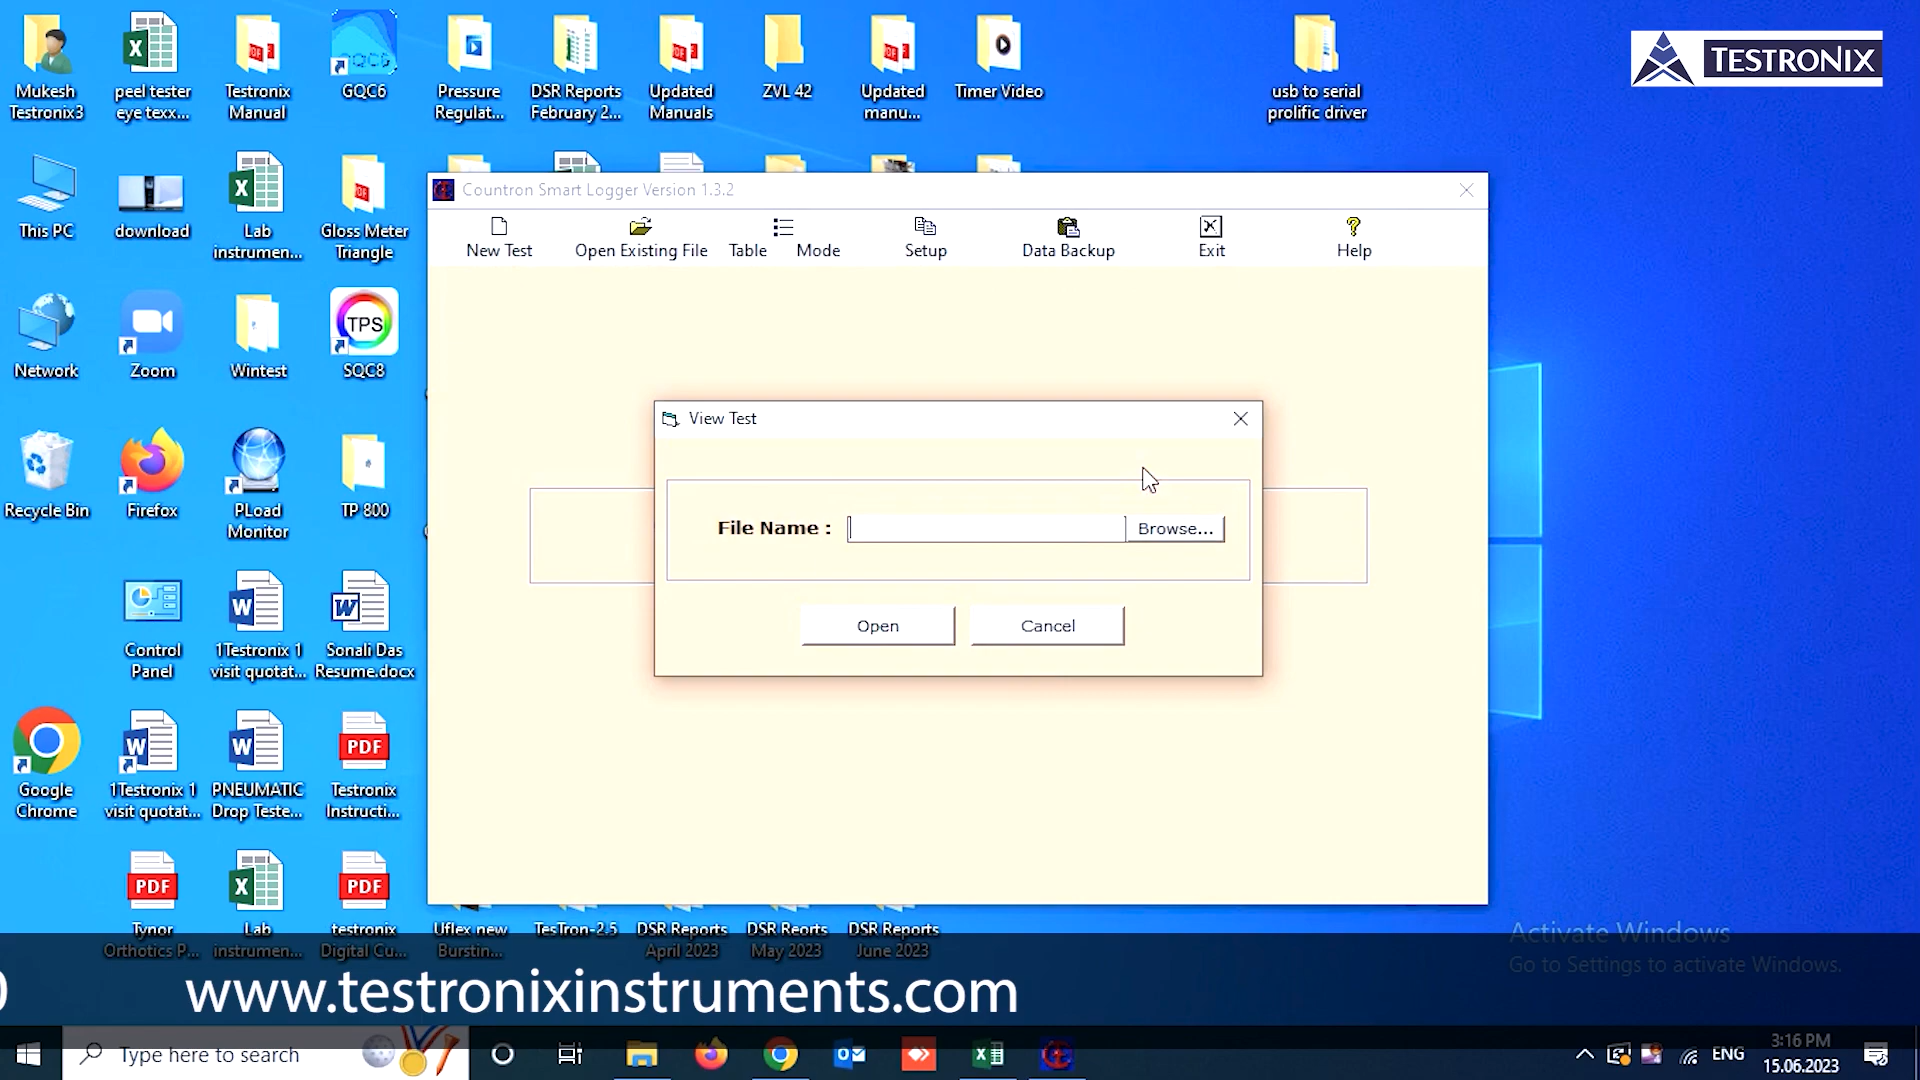 Mukesh
Testronix3
peel tester
eye texx...
Testronix
Manual
GQC6
Pressure
Regulat...
DSR Reports
February 2...
Updated
Manuals
ZVL 42
Updated
manu...
Timer Video
usb to serial
prolific driver
TESTRONIX
This PC
download
Lab
instrumen...
Gloss Meter
Triangle
Countron Smart Logger Version 1.3.2
New Test
Open Existing File
Table
Mode
Setup
Data Backup
Exit
Help
Network
Zoom
Wintest
TPS
SQC8
View Test
File Name :
Browse...
Open
Cancel
Recycle Bin
Firefox
PLoad
Monitor
TP 800
Control
Panel
1Testronix 1
visit quotat...
Sonali Das
Resume.docx
Google
Chrome
1Testronix 1
visit quotat...
PNEUMATIC
Drop Teste...
PDF
Testronix
Instructi...
PDF
Tynor
Orthotics P...
Lab
instrumen...
PDF
testronix
Digital Cu...
Uflex new
Burstin...
TesTron-2.5
DSR Reports
April 2023
DSR Reorts
May 2023
DSR Reports
June 2023
Activate Windows
Go to Settings to activate Windows.
www.testronixinstruments.com
Type here to search
ENG
3:16 PM
15.06.2023